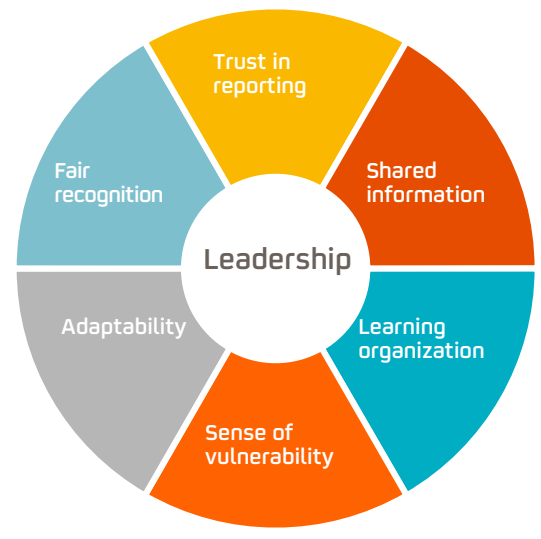 Trust in
reporting
Shared
information
Learning
organization
Sense of
vulnerability
Adaptability
Fair
recognition
Leadership